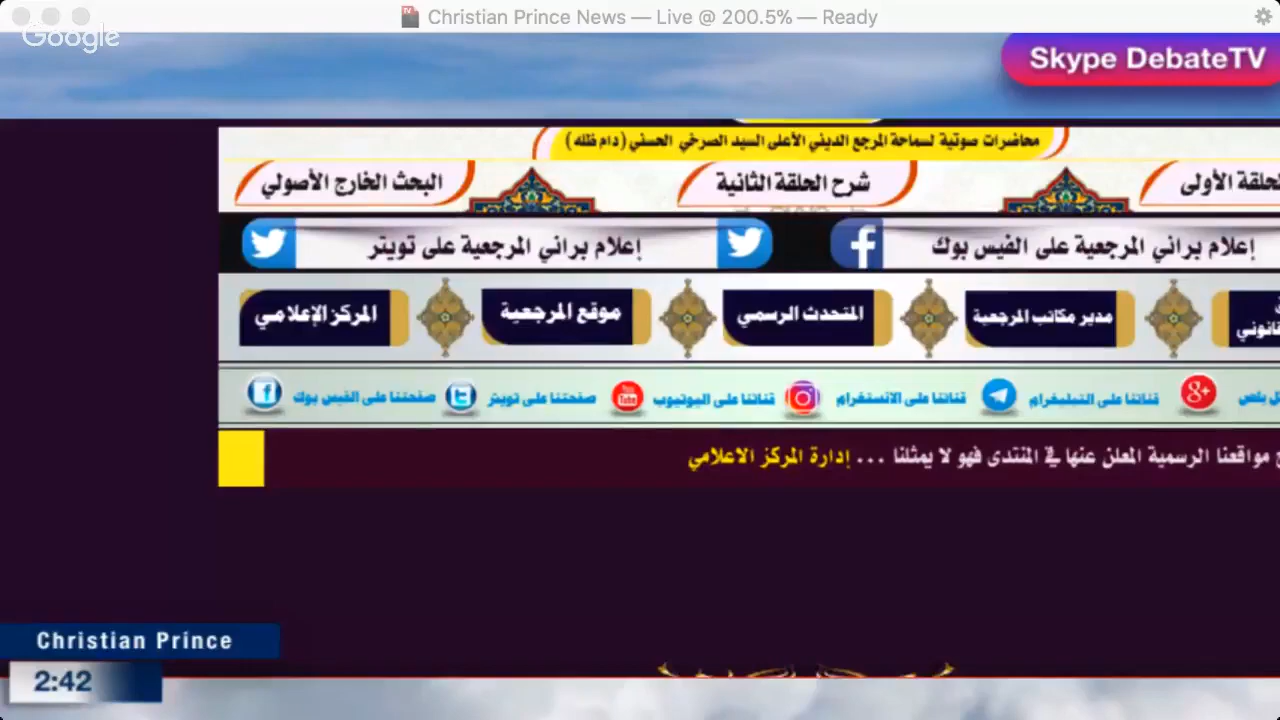 Christian Prince News — Live @ 200.5% — Ready
Google
Skype DebateTV
محاضرات صوتية لسماحة المرجع الديني الأعلى السيد الصرخي الحسني (دام ظله)
الحلقة الأولى
شرح الحلقة الثانية
البحث الخارج الأصولي
إعلام براني المرجعية على الفيس بوك
إعلام براني المرجعية على تويتر
مدير مكاتب المرجعية
المتحدث الرسمي
موقع المرجعية
المركز الإعلامي
قناتنا على التيليغرام
قناتنا على الانستغرام
قناتنا على اليوتيوب
صفحتنا على تويتر
صفحتنا على الفيس بوك
مواقعنا الرسمية المعلن عنها في المنتدى فهو لا يمثلنا ... إدارة المركز الاعلامي
Christian Prince
2:42